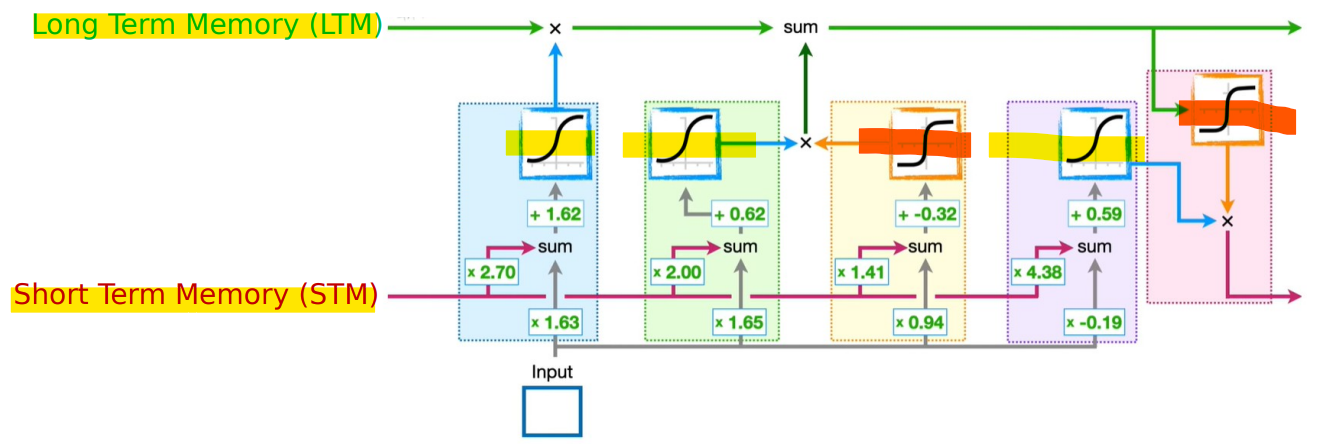 Long Term Memory (LTM)
× sum
×
+ 1.62 + 0.62 + -0.32 + 0.59
×
sum sum sum sum
x 2.70 x 2.00 x 1.41 x 4.38
Short Term Memory (STM)
x 1.63 x 1.65 x 0.94 x -0.19
Input